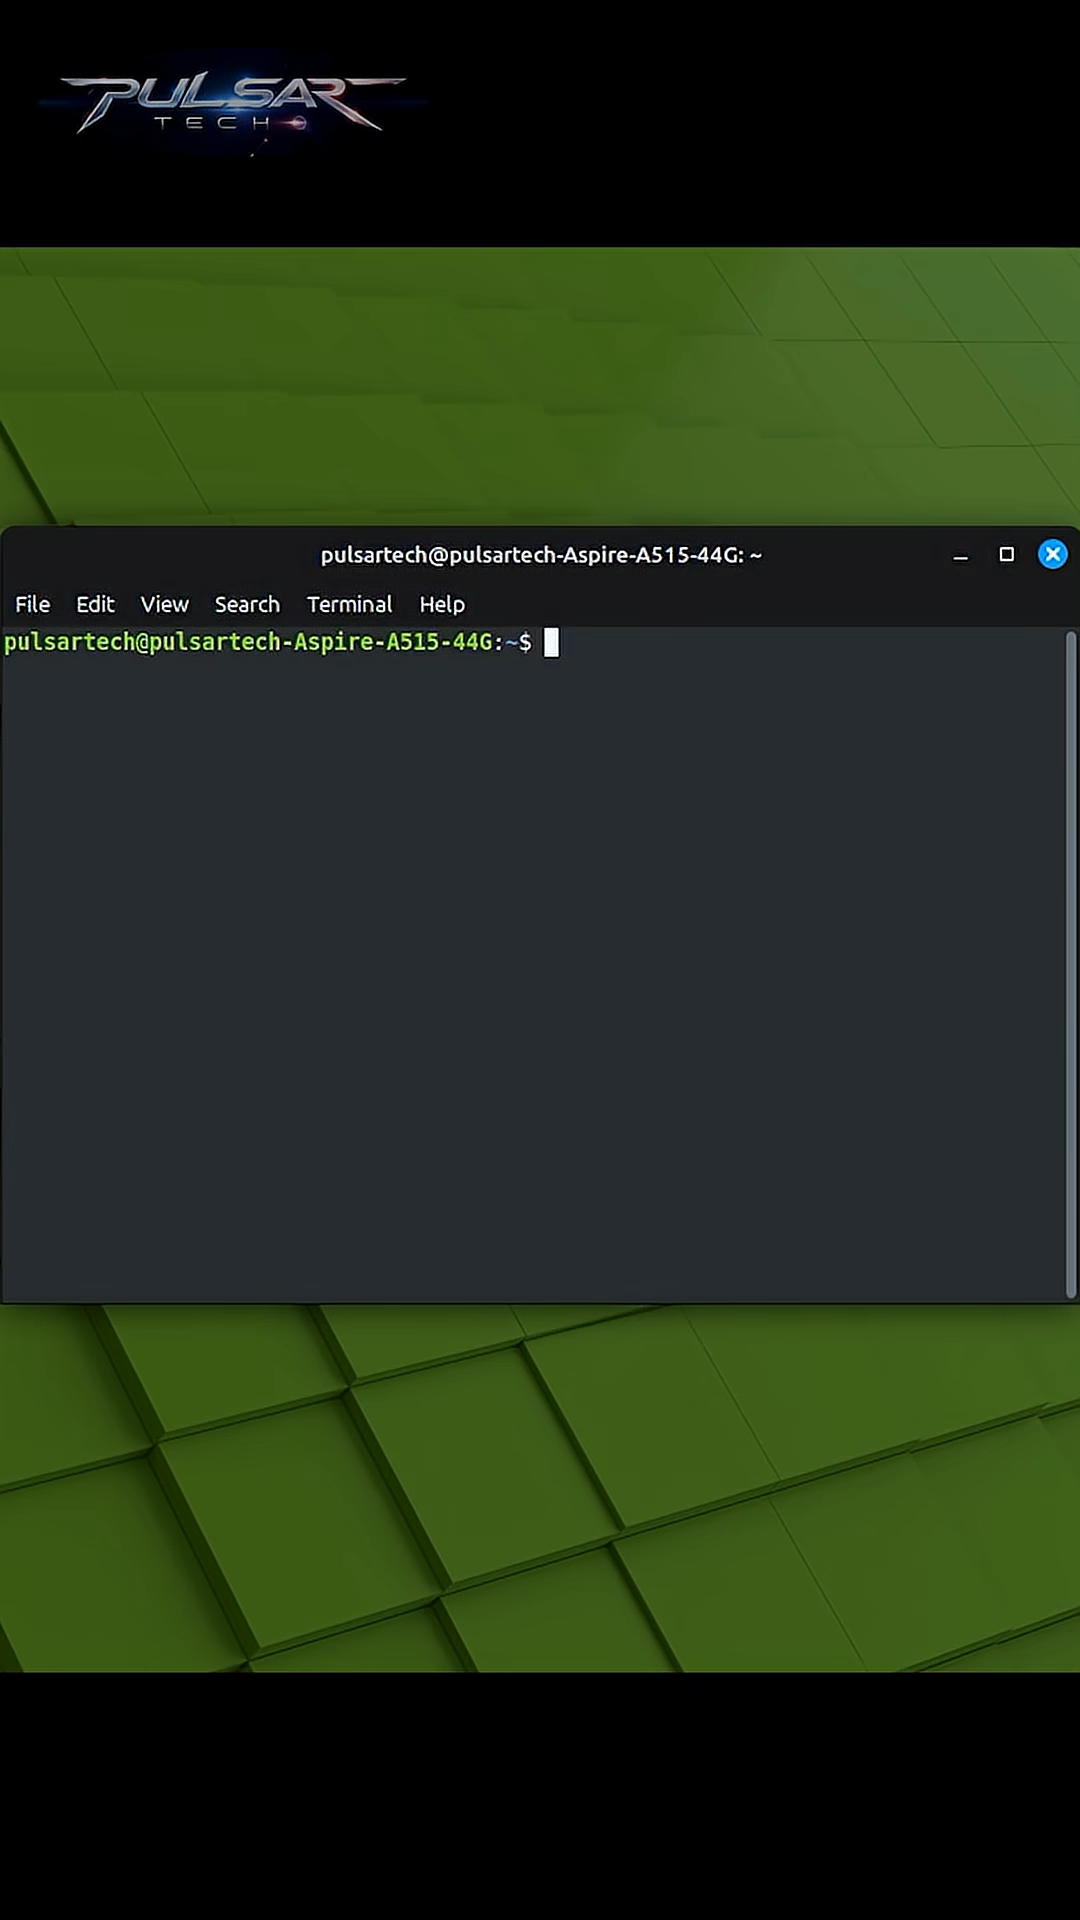 PULSAR
TECH
pulsartech@pulsartech-Aspire-A515-44G: ~
File Edit View Search Terminal Help
pulsartech@pulsartech-Aspire-A515-44G:~$